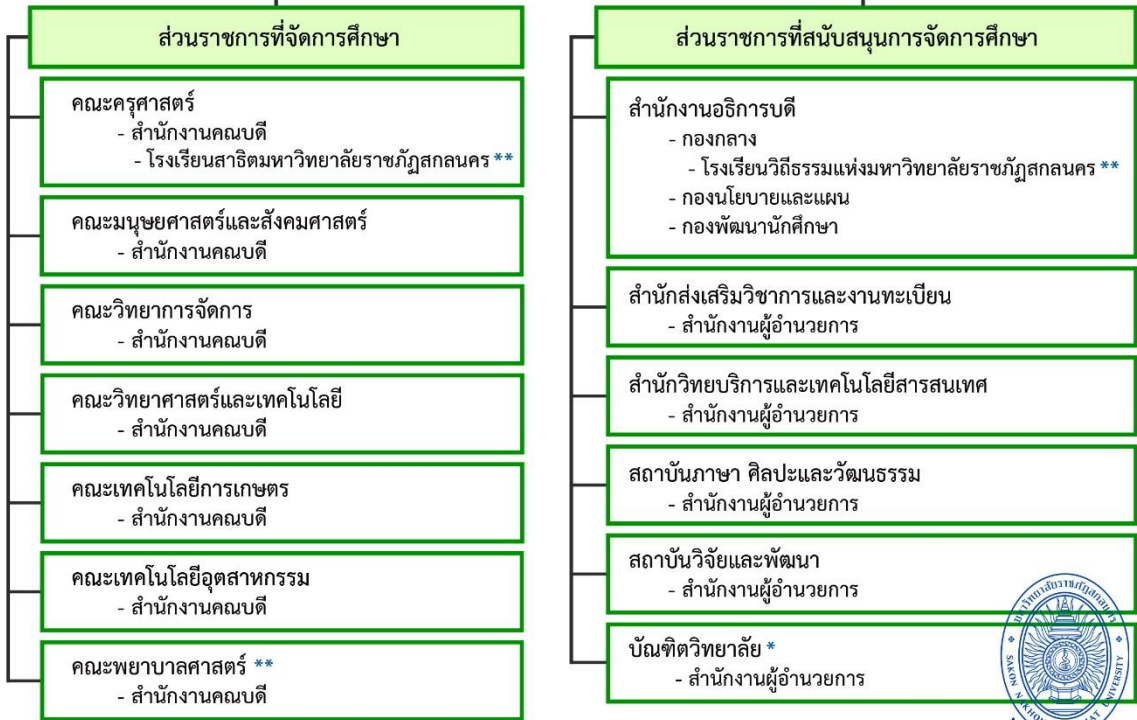 ส่วนราชการที่จัดการศึกษา
คณะครุศาสตร์
- สำนักงานคณบดี
- โรงเรียนสาธิตมหาวิทยาลัยราชภัฏสกลนคร **
คณะมนุษยศาสตร์และสังคมศาสตร์
- สำนักงานคณบดี
คณะวิทยาการจัดการ
- สำนักงานคณบดี
คณะวิทยาศาสตร์และเทคโนโลยี
- สำนักงานคณบดี
คณะเทคโนโลยีการเกษตร
- สำนักงานคณบดี
คณะเทคโนโลยีอุตสาหกรรม
- สำนักงานคณบดี
คณะพยาบาลศาสตร์ **
- สำนักงานคณบดี
ส่วนราชการที่สนับสนุนการจัดการศึกษา
สำนักงานอธิการบดี
- กองกลาง
- โรงเรียนวิถีธรรมแห่งมหาวิทยาลัยราชภัฏสกลนคร **
- กองนโยบายและแผน
- กองพัฒนานักศึกษา
สำนักส่งเสริมวิชาการและงานทะเบียน
- สำนักงานผู้อำนวยการ
สำนักวิทยบริการและเทคโนโลยีสารสนเทศ
- สำนักงานผู้อำนวยการ
สถาบันภาษา ศิลปะและวัฒนธรรม
- สำนักงานผู้อำนวยการ
สถาบันวิจัยและพัฒนา
- สำนักงานผู้อำนวยการ
บัณฑิตวิทยาลัย *
- สำนักงานผู้อำนวยการ
มหาวิทยาลัยราชภัฏสกลนคร
SAKON
UNIVERSITY